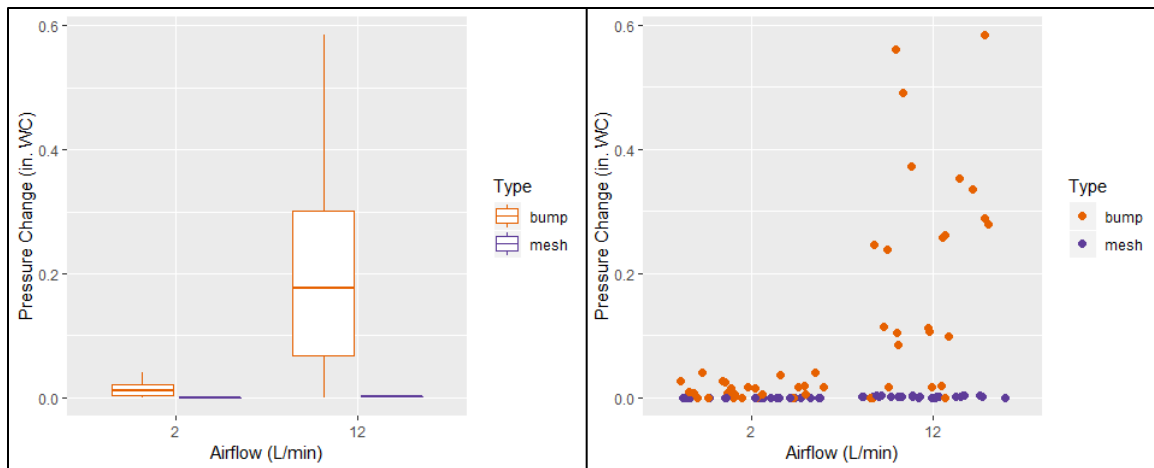 Pressure Change (in. WC)
0.6
0.4
0.2
0.0
2
12
Airflow (L/min)
Type
bump
mesh
Pressure Change (in. WC)
0.6
0.4
0.2
0.0
2
12
Airflow (L/min)
Type
bump
mesh